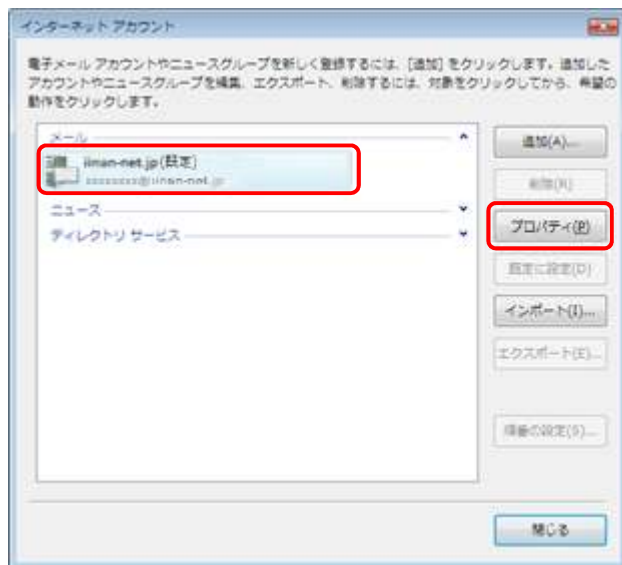 インターネット アカウント
電子メール アカウントやニュースグループを新しく登録するには、[追加] をクリックします。追加した
アカウントやニュースグループを編集、エクスポート、削除するには、対象をクリックしてから、希望の
動作をクリックします。
メール
iinan-net.jp(既定)
xxxxxxxx@iinan-net.jp
ニュース
ディレクトリ サービス
追加(A)...
削除(R)
プロパティ(P)
既定に設定(D)
インポート(I)...
エクスポート(E)...
順番の設定(S)...
閉じる